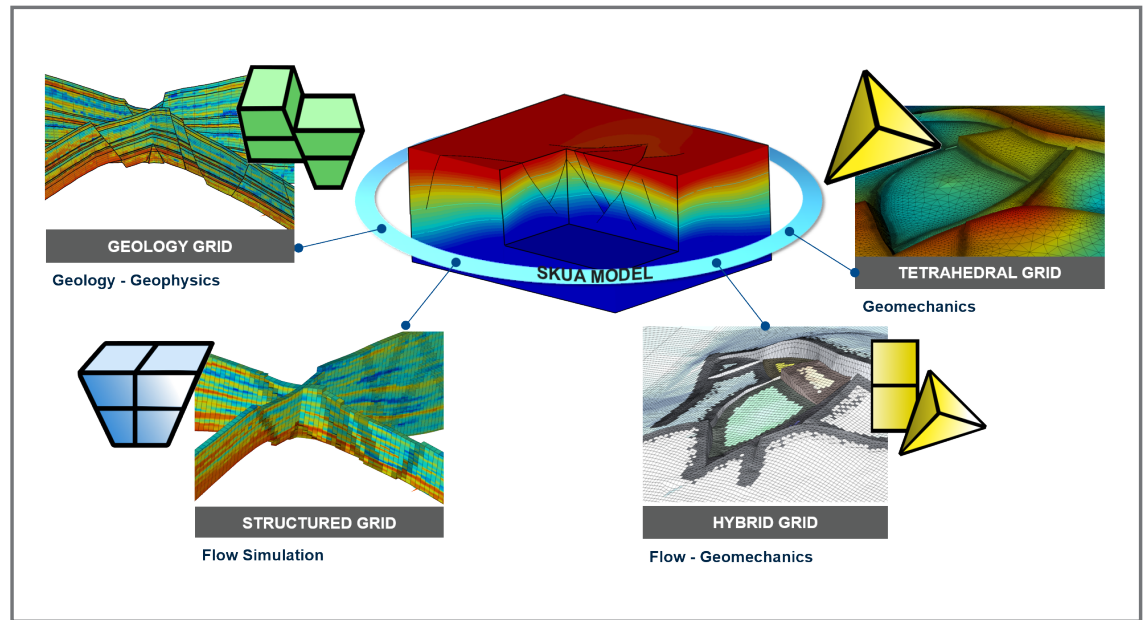 GEOLOGY GRID
Geology - Geophysics
SKUA MODEL
TETRAHEDRAL GRID
Geomechanics
STRUCTURED GRID
Flow Simulation
HYBRID GRID
Flow - Geomechanics